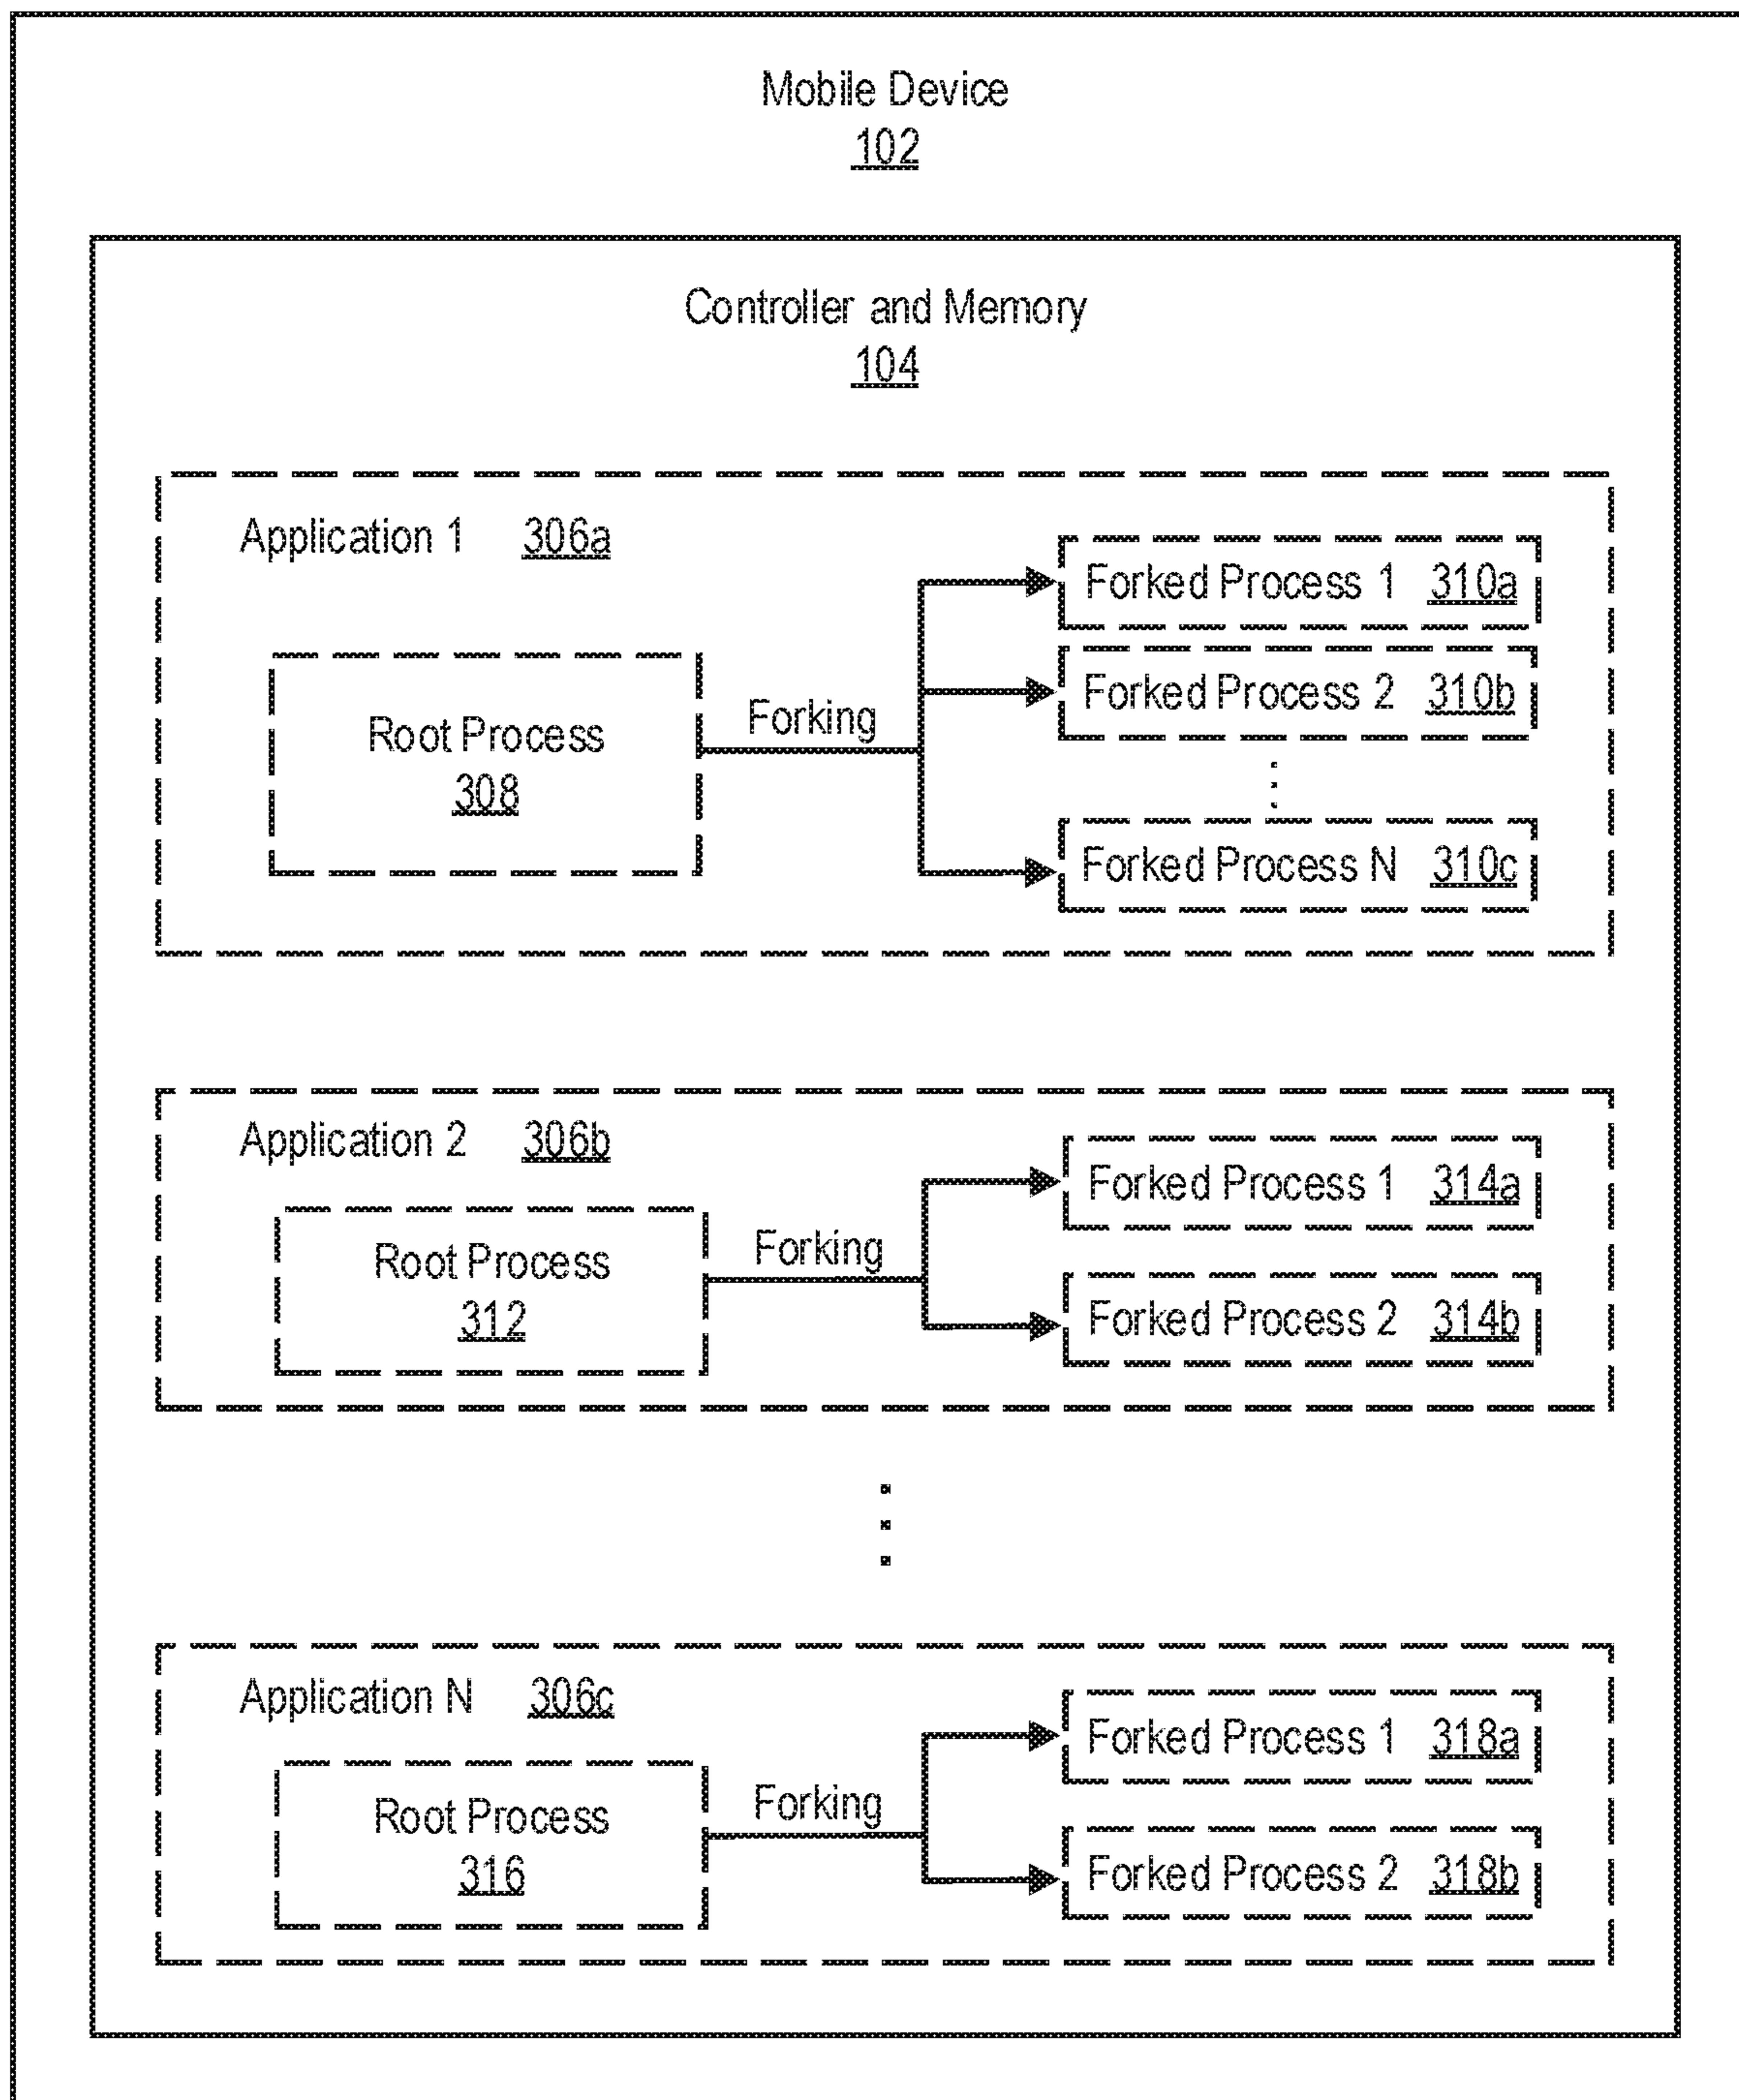 Mobile Device
102
Controller and Memory
104
Application 1 306a
Forked Process 1 310a
Forked Process 2 310b
Forking
Root Process
308
Forked Process N 310c
Application 2 306b
Forked Process 1 314a
Forking
Root Process
312
Forked Process 2 314b
Application N 306c
Forked Process 1 318a
Forking
Root Process
316
Forked Process 2 318b